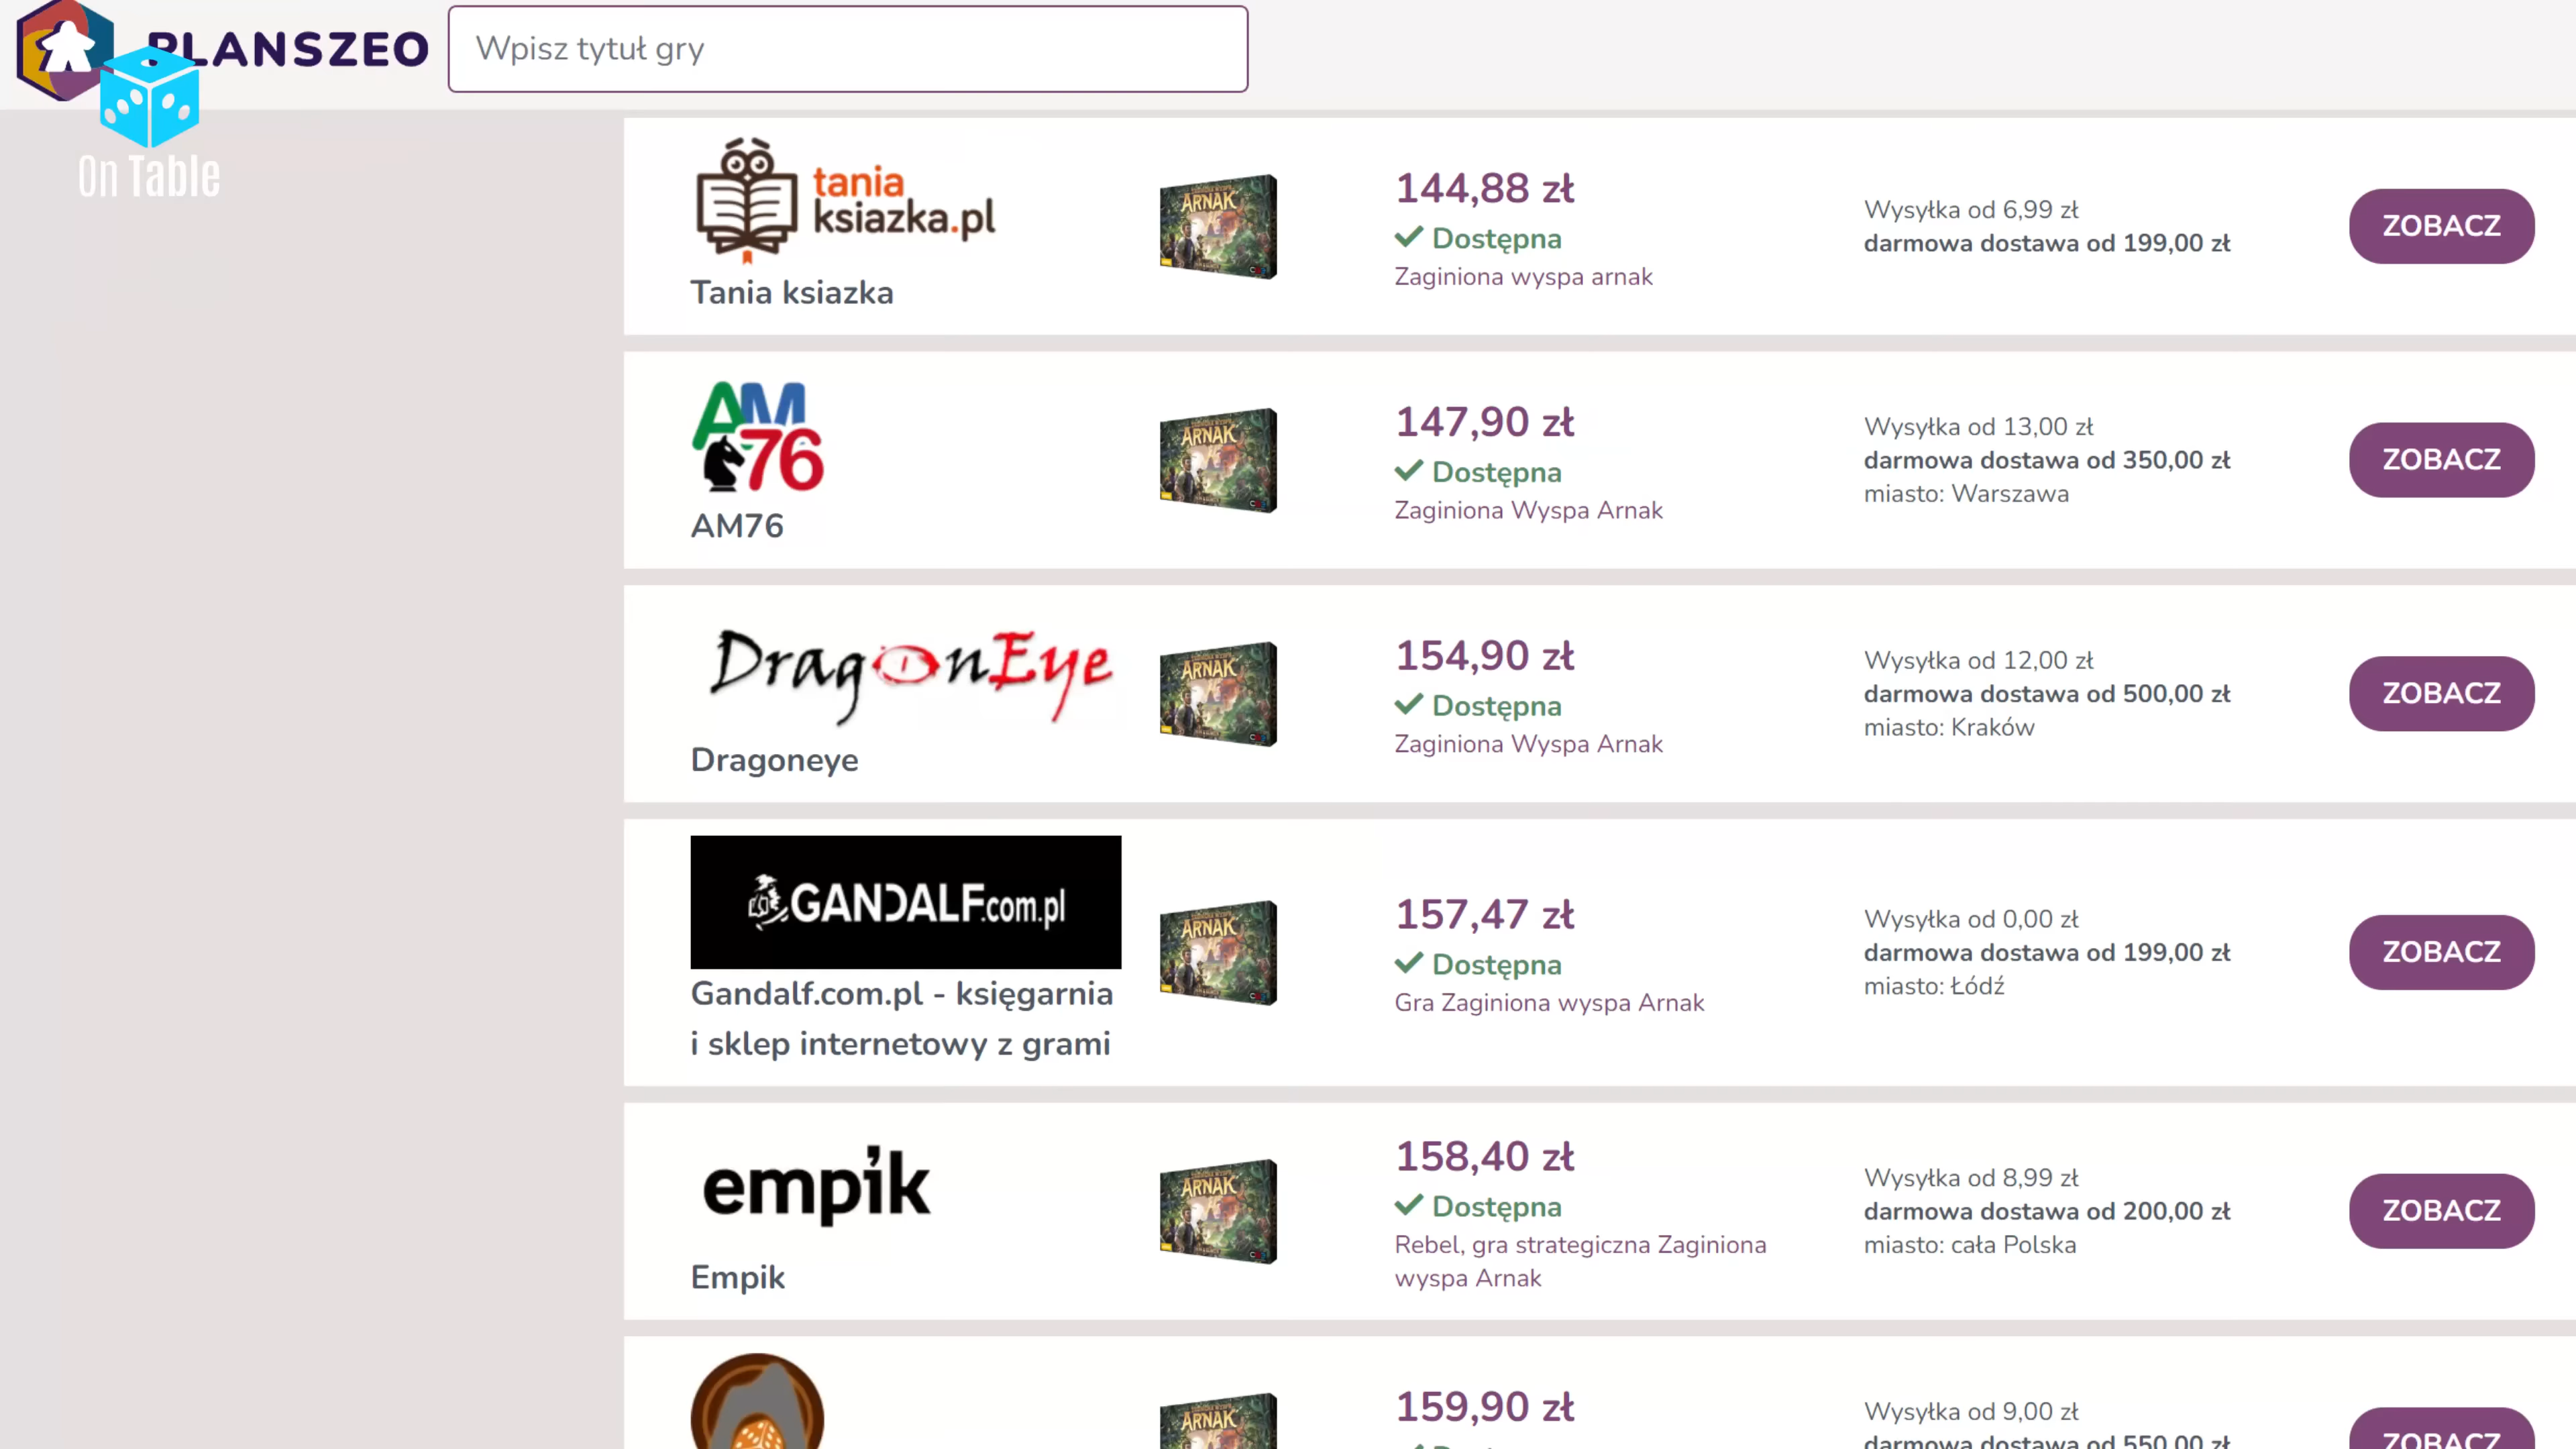 PLANSZEO
Wpisz tytuł gry
On Table
tania
ksiazka.pl
Tania ksiazka
ARNAK
144,88 zł
Dostępna
Zaginiona wyspa arnak
Wysyłka od 6,99 zł
darmowa dostawa od 199,00 zł
ZOBACZ
AM
76
AM76
ARNAK
147,90 zł
Dostępna
Zaginiona Wyspa Arnak
Wysyłka od 13,00 zł
darmowa dostawa od 350,00 zł
miasto: Warszawa
ZOBACZ
DragonEye
Dragoneye
ARNAK
154,90 zł
Dostępna
Zaginiona Wyspa Arnak
Wysyłka od 12,00 zł
darmowa dostawa od 500,00 zł
miasto: Kraków
ZOBACZ
GANDALF.com.pl
Gandalf.com.pl - księgarnia
i sklep internetowy z grami
ARNAK
157,47 zł
Dostępna
Gra Zaginiona wyspa Arnak
Wysyłka od 0,00 zł
darmowa dostawa od 199,00 zł
miasto: Łódź
ZOBACZ
empik
Empik
ARNAK
158,40 zł
Dostępna
Rebel, gra strategiczna Zaginiona
wyspa Arnak
Wysyłka od 8,99 zł
darmowa dostawa od 200,00 zł
miasto: cała Polska
ZOBACZ
ARNAK
159,90 zł
Wysyłka od 9,00 zł
darmowa dostawa od 550,00 zł
ZOBACZ